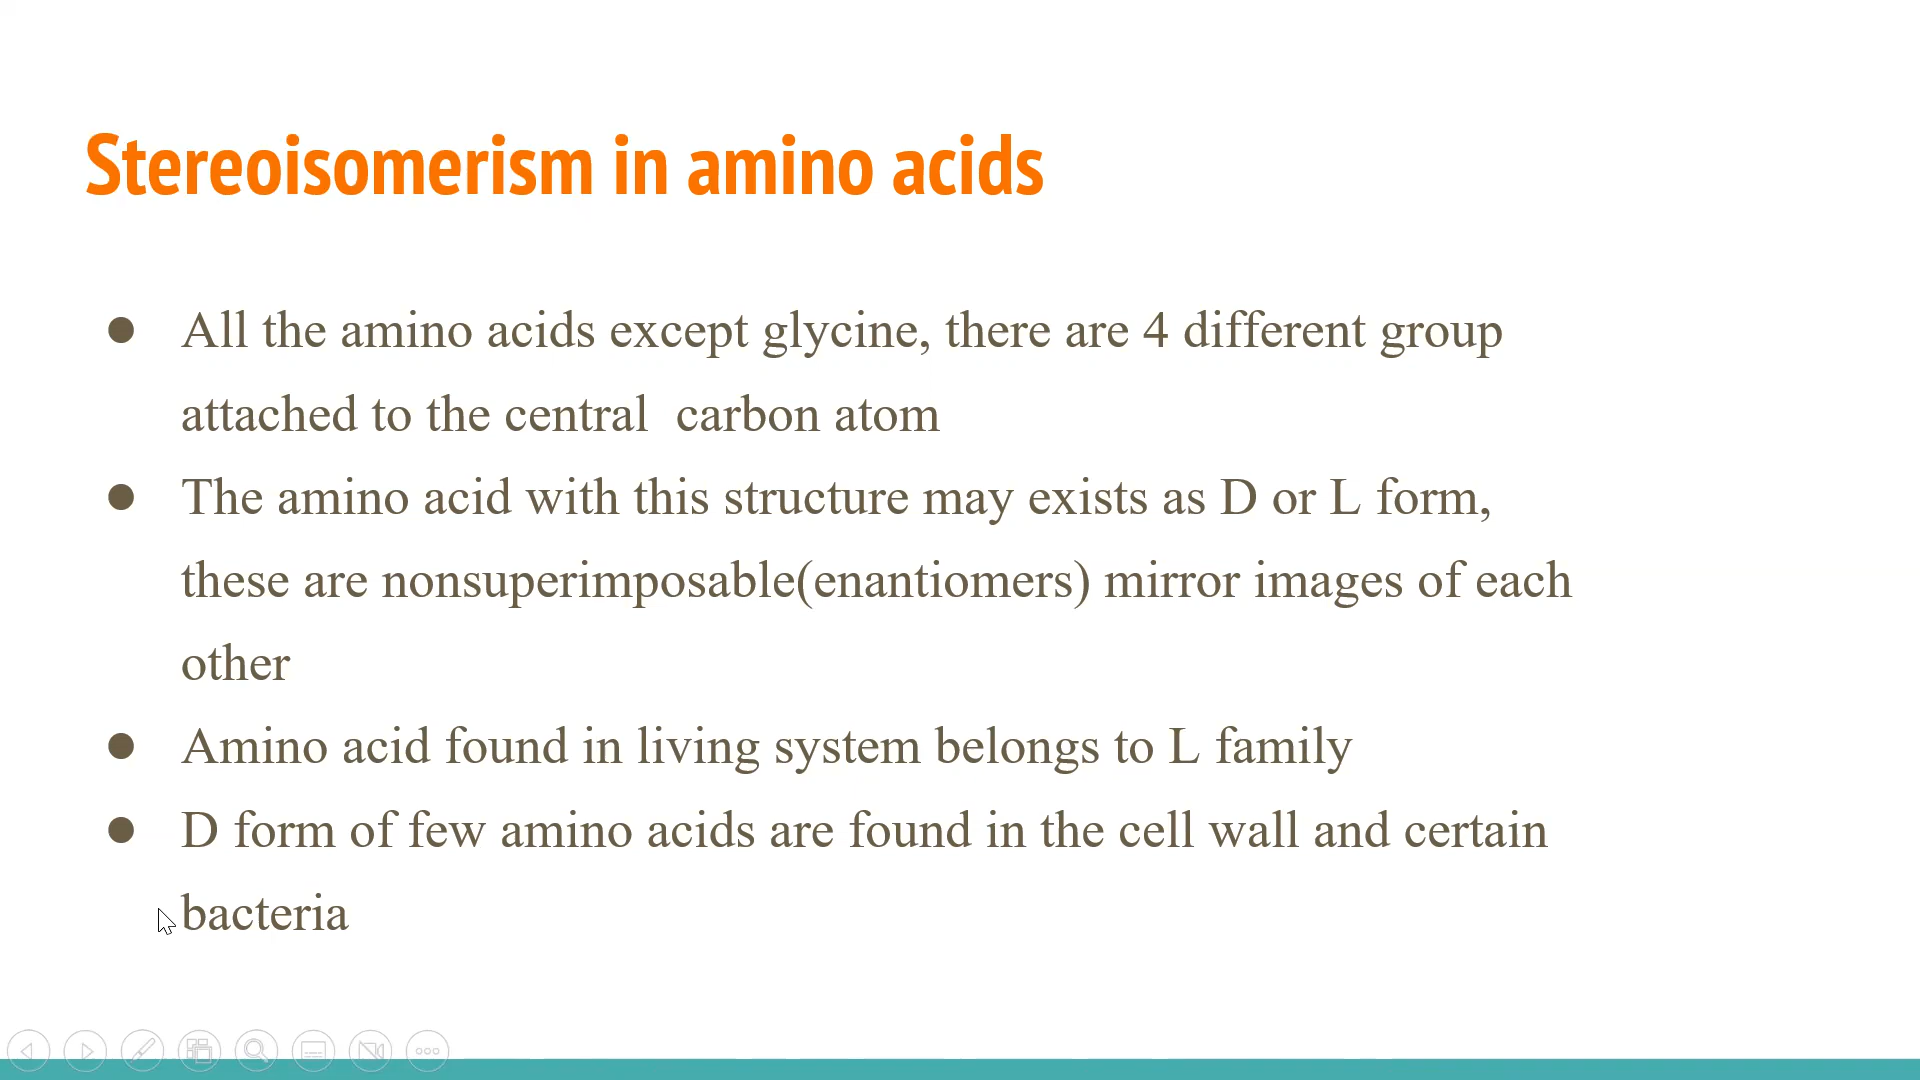 Stereoisomerism in amino acids
● All the amino acids except glycine, there are 4 different group
attached to the central  carbon atom
● The amino acid with this structure may exists as D or L form,
these are nonsuperimposable(enantiomers) mirror images of each
other
● Amino acid found in living system belongs to L family
● D form of few amino acids are found in the cell wall and certain
bacteria